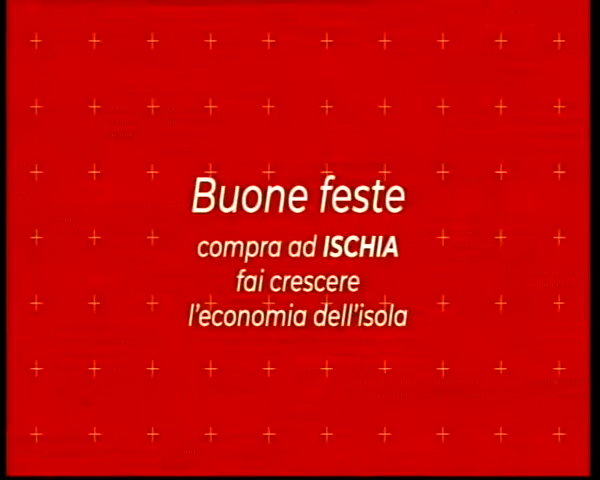 Buone feste
compra ad ISCHIA
fai crescere
l'economia dell'isola